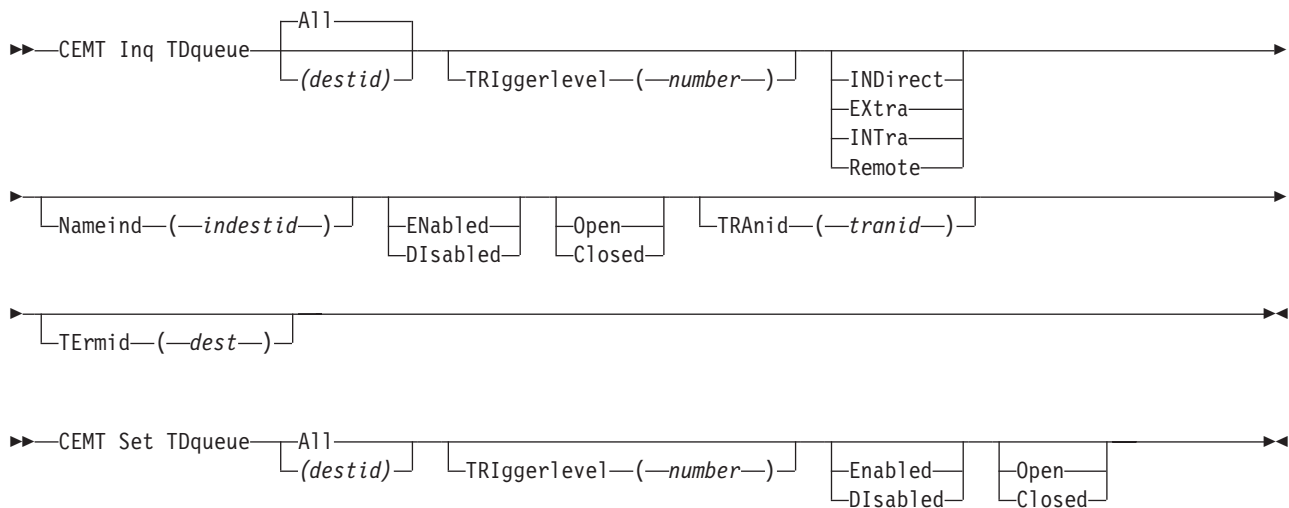 All
CEMT Inq TDqueue
(destid) TRIggerlevel ( number ) INDirect
EXtra
INTra
Remote
Nameind ( indestid ) ENabled Open TRAnid ( tranid )
DIsabled Closed
TErmid ( dest )
CEMT Set TDqueue All
(destid) TRIggerlevel ( number ) Enabled Open
DIsabled Closed